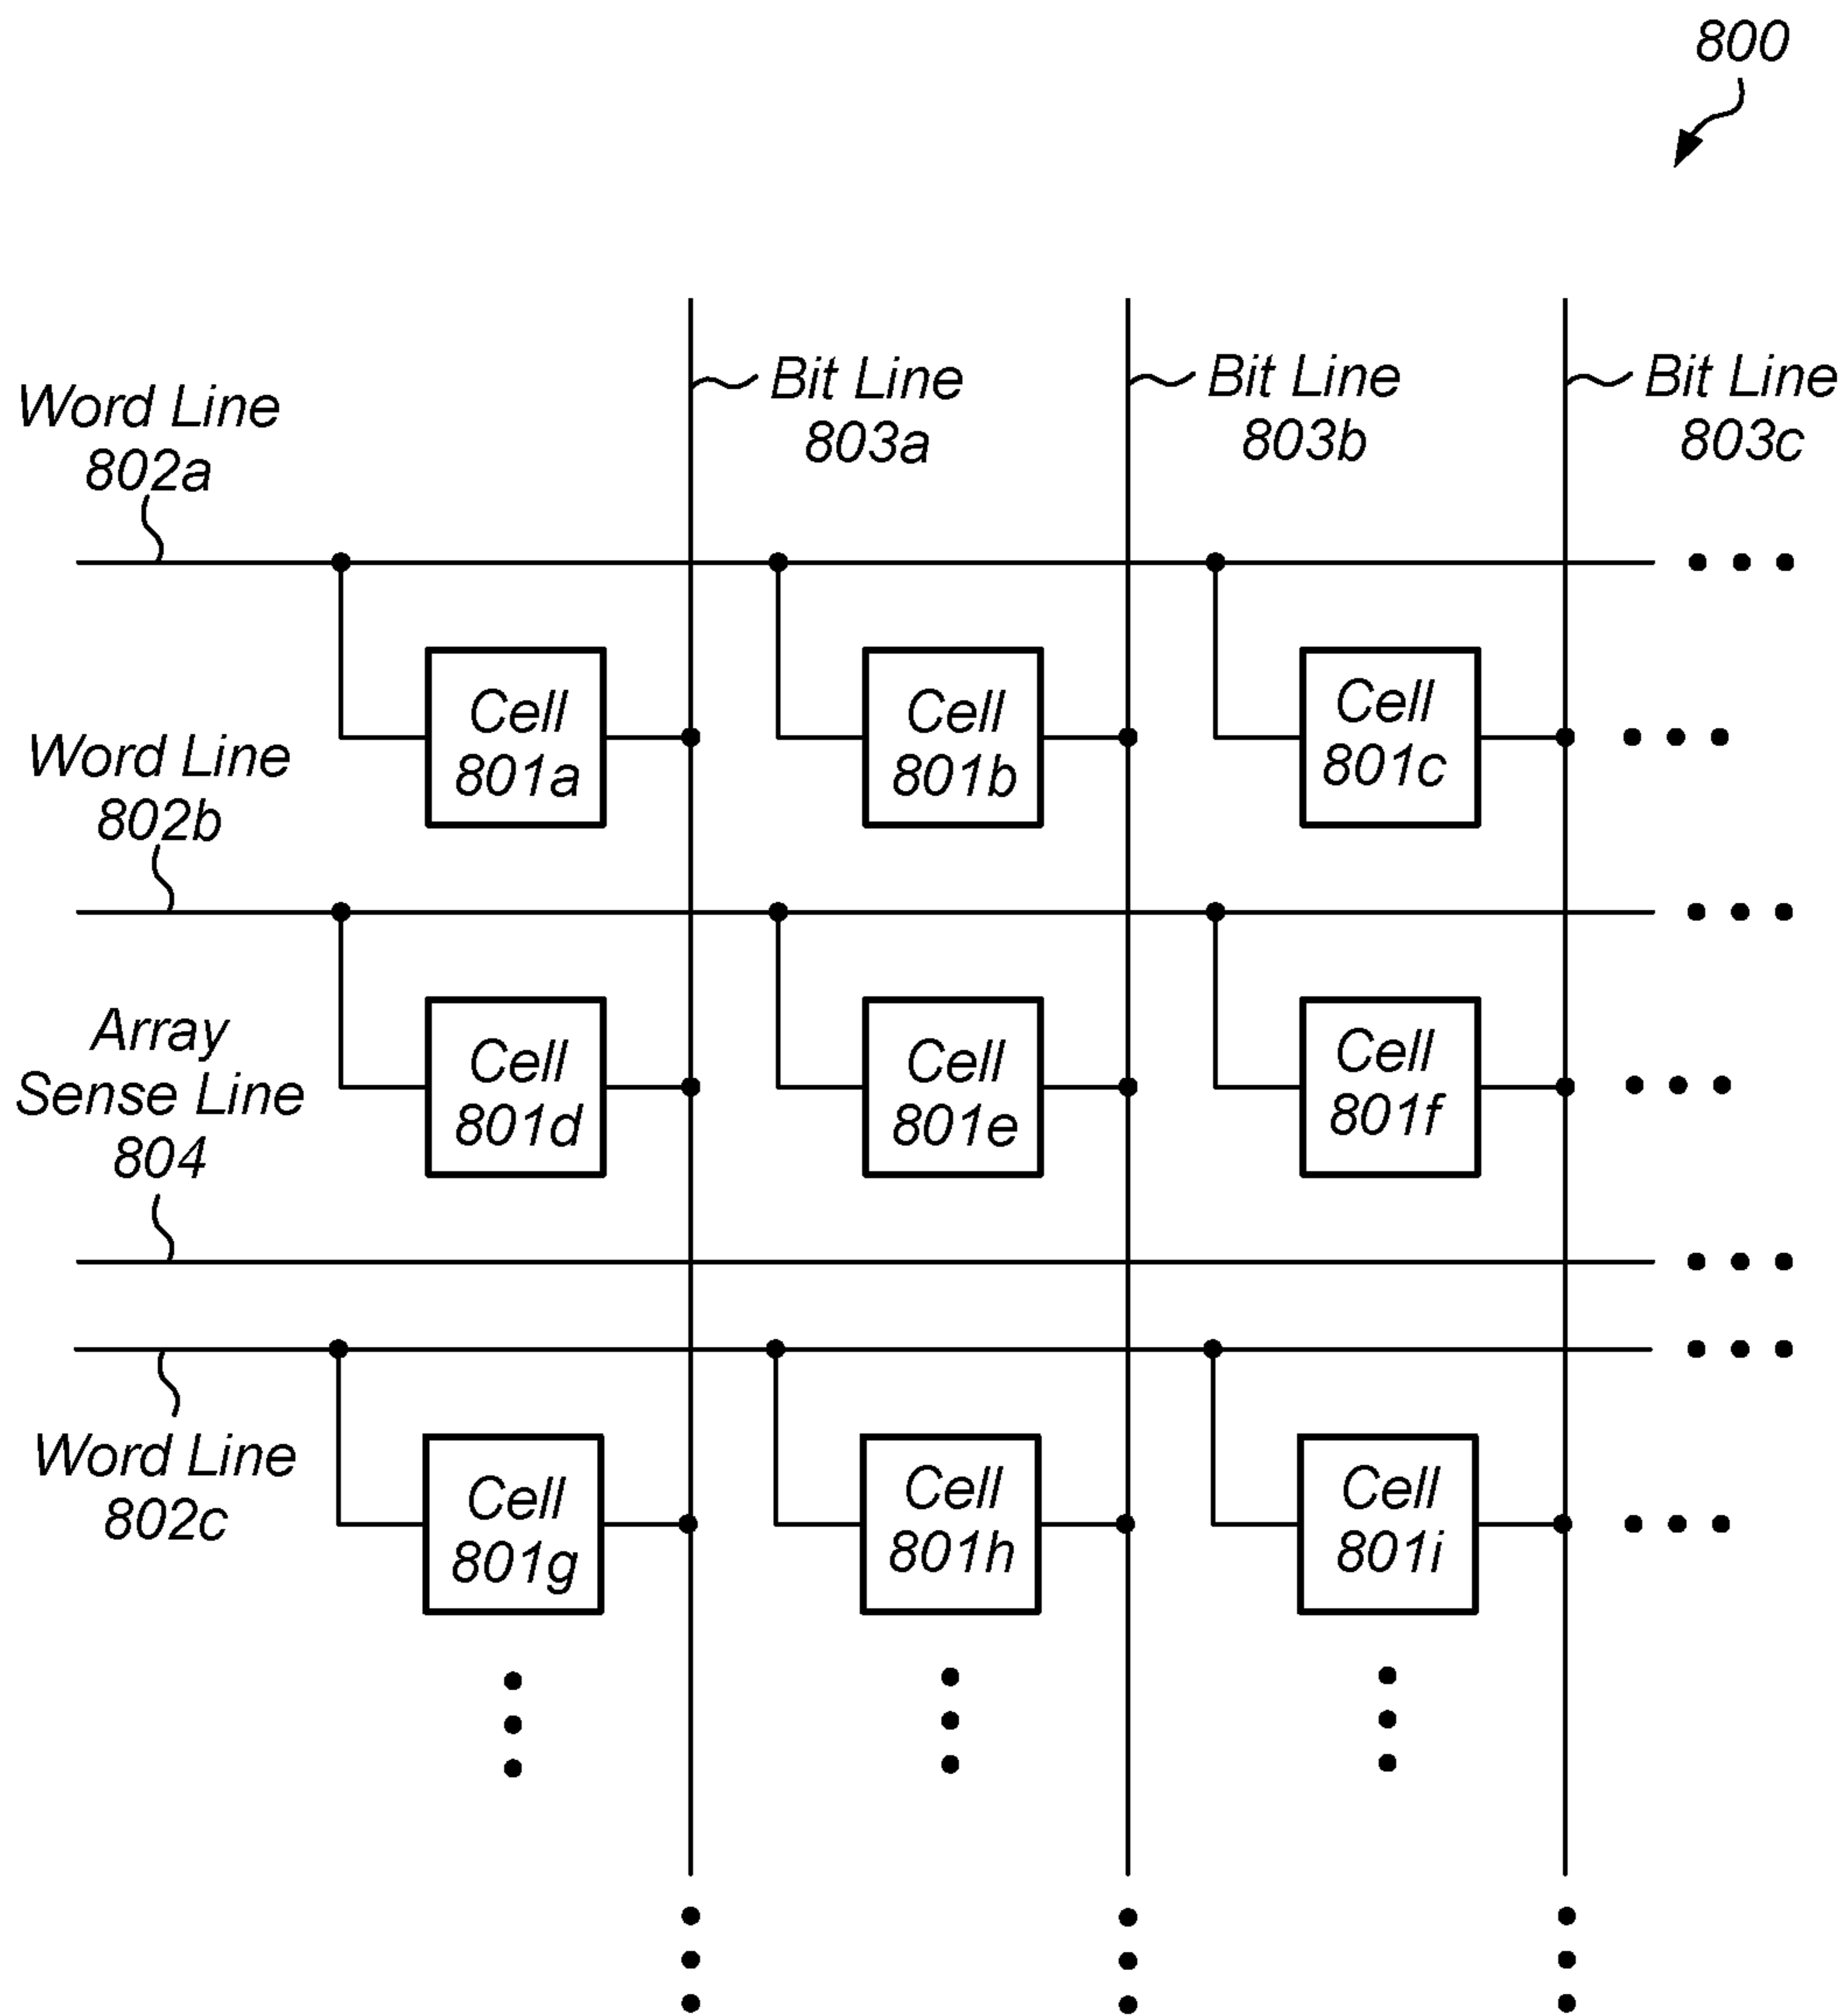 800
Bit Line
803a
Bit Line
803b
Bit Line
803c
Word Line
802a
Cell
801a
Cell
801b
Cell
801c
Word Line
802b
Cell
801d
Cell
801e
Cell
801f
Array
Sense Line
804
Word Line
802c
Cell
801g
Cell
801h
Cell
801i